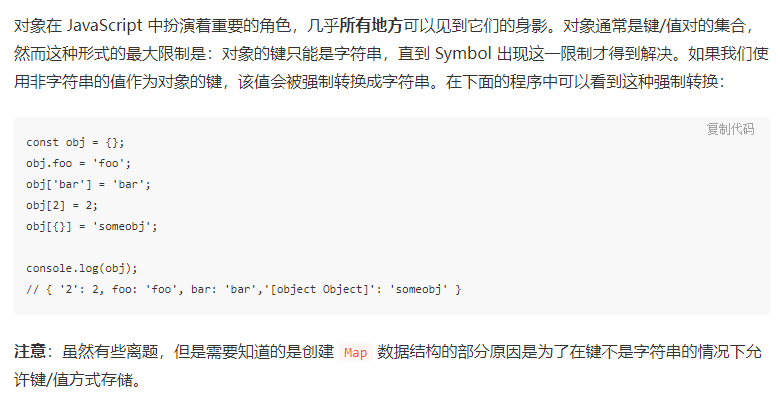 对象在 JavaScript 中扮演着重要的角色，几乎所有地方可以见到它们的身影。对象通常是键/值对的集合，
然而这种形式的最大限制是：对象的键只能是字符串，直到 Symbol 出现这一限制才得到解决。如果我们使
用非字符串的值作为对象的键，该值会被强制转换成字符串。在下面的程序中可以看到这种强制转换：
复制代码
const obj = {};
obj.foo = 'foo';
obj['bar'] = 'bar';
obj[2] = 2;
obj[{}] = 'someobj';
console.log(obj);
// { '2': 2, foo: 'foo', bar: 'bar','[object Object]': 'someobj' }
注意：虽然有些离题，但是需要知道的是创建 Map 数据结构的部分原因是为了在键不是字符串的情况下允
许键/值方式存储。